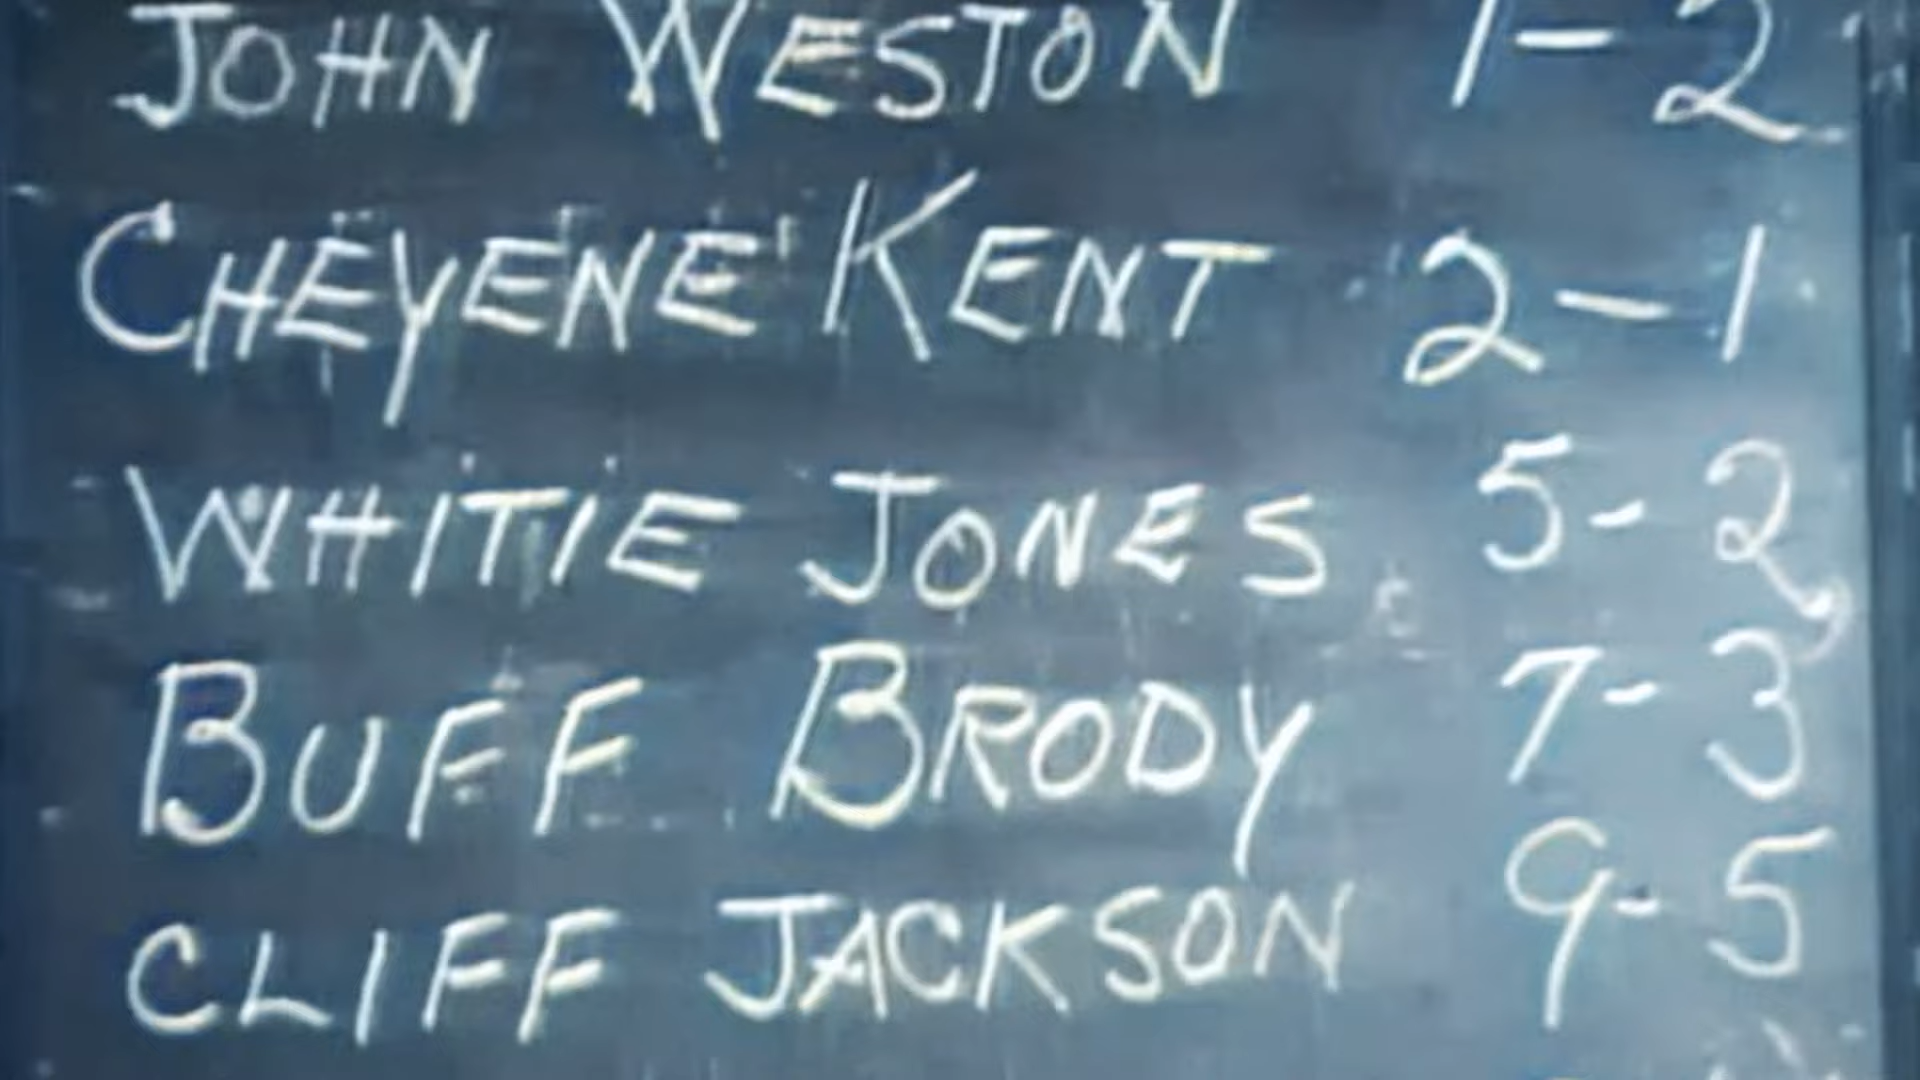 JOHN WESTON 1-2
CHEYENE KENT 2-1
WHITIE JONES 5-2
BUFF BRODY 7-3
CLIFF JACKSON 9-5